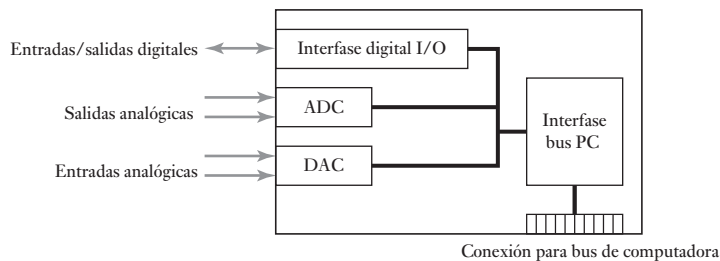 Entradas/salidas digitales
Interfase digital I/O
Salidas analógicas
ADC
Entradas analógicas
DAC
Interfase
bus PC
Conexión para bus de computadora